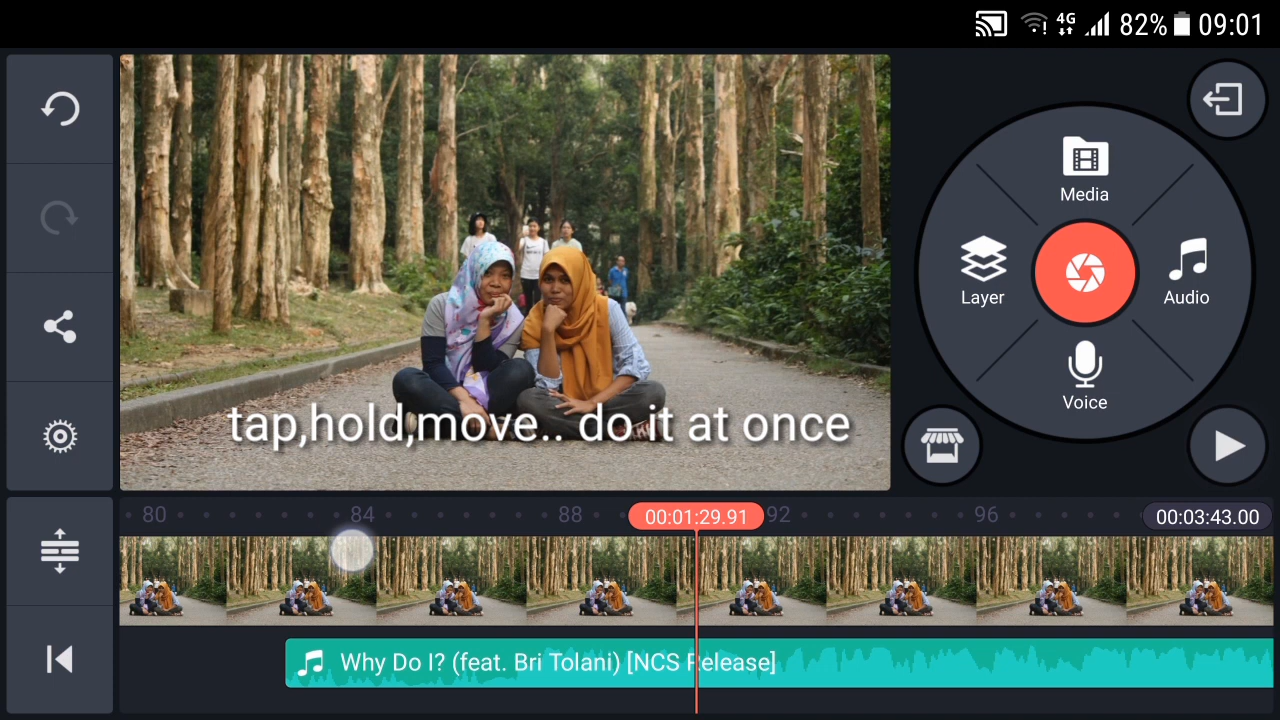 4G 82% 09:01
Media
Layer
Audio
Voice
tap,hold,move.. do it at once
80 84 88 00:01:29.91 92 96 00:03:43.00
Why Do I? (feat. Bri Tolani) [NCS Release]